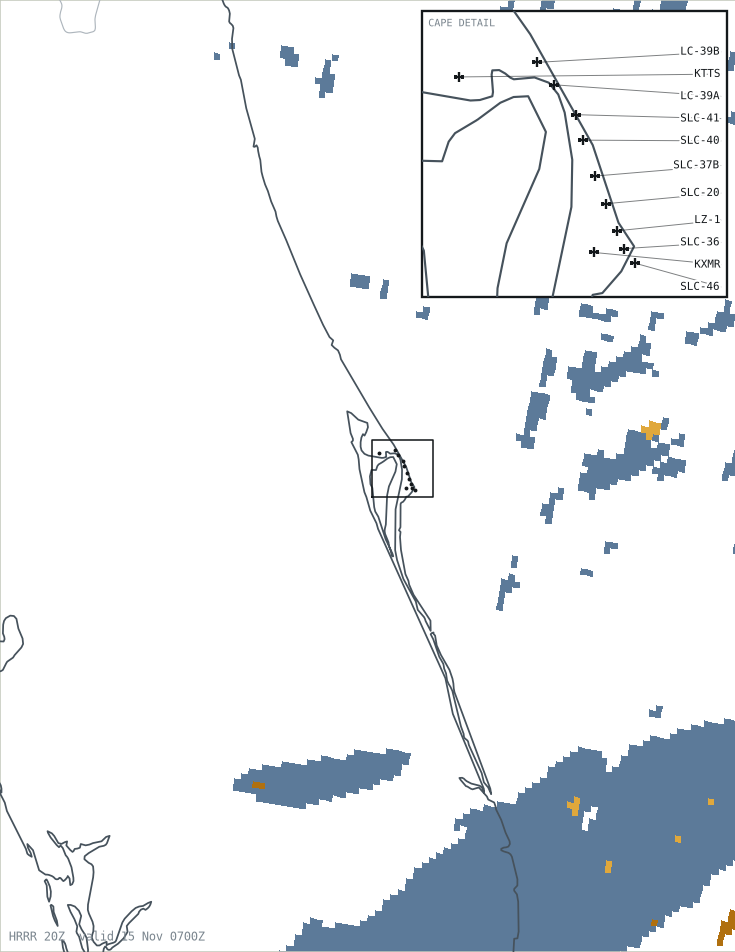 CAPE DETAIL
LC-39B
KTTS
LC-39A
SLC-41
SLC-40
SLC-37B
SLC-20
LZ-1
SLC-36
KXMR
SLC-46
HRRR 20Z valid 15 Nov 0700Z